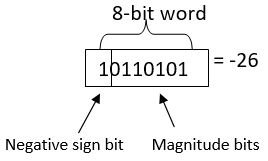 8-bit word
10110101 = -26
Negative sign bit Magnitude bits